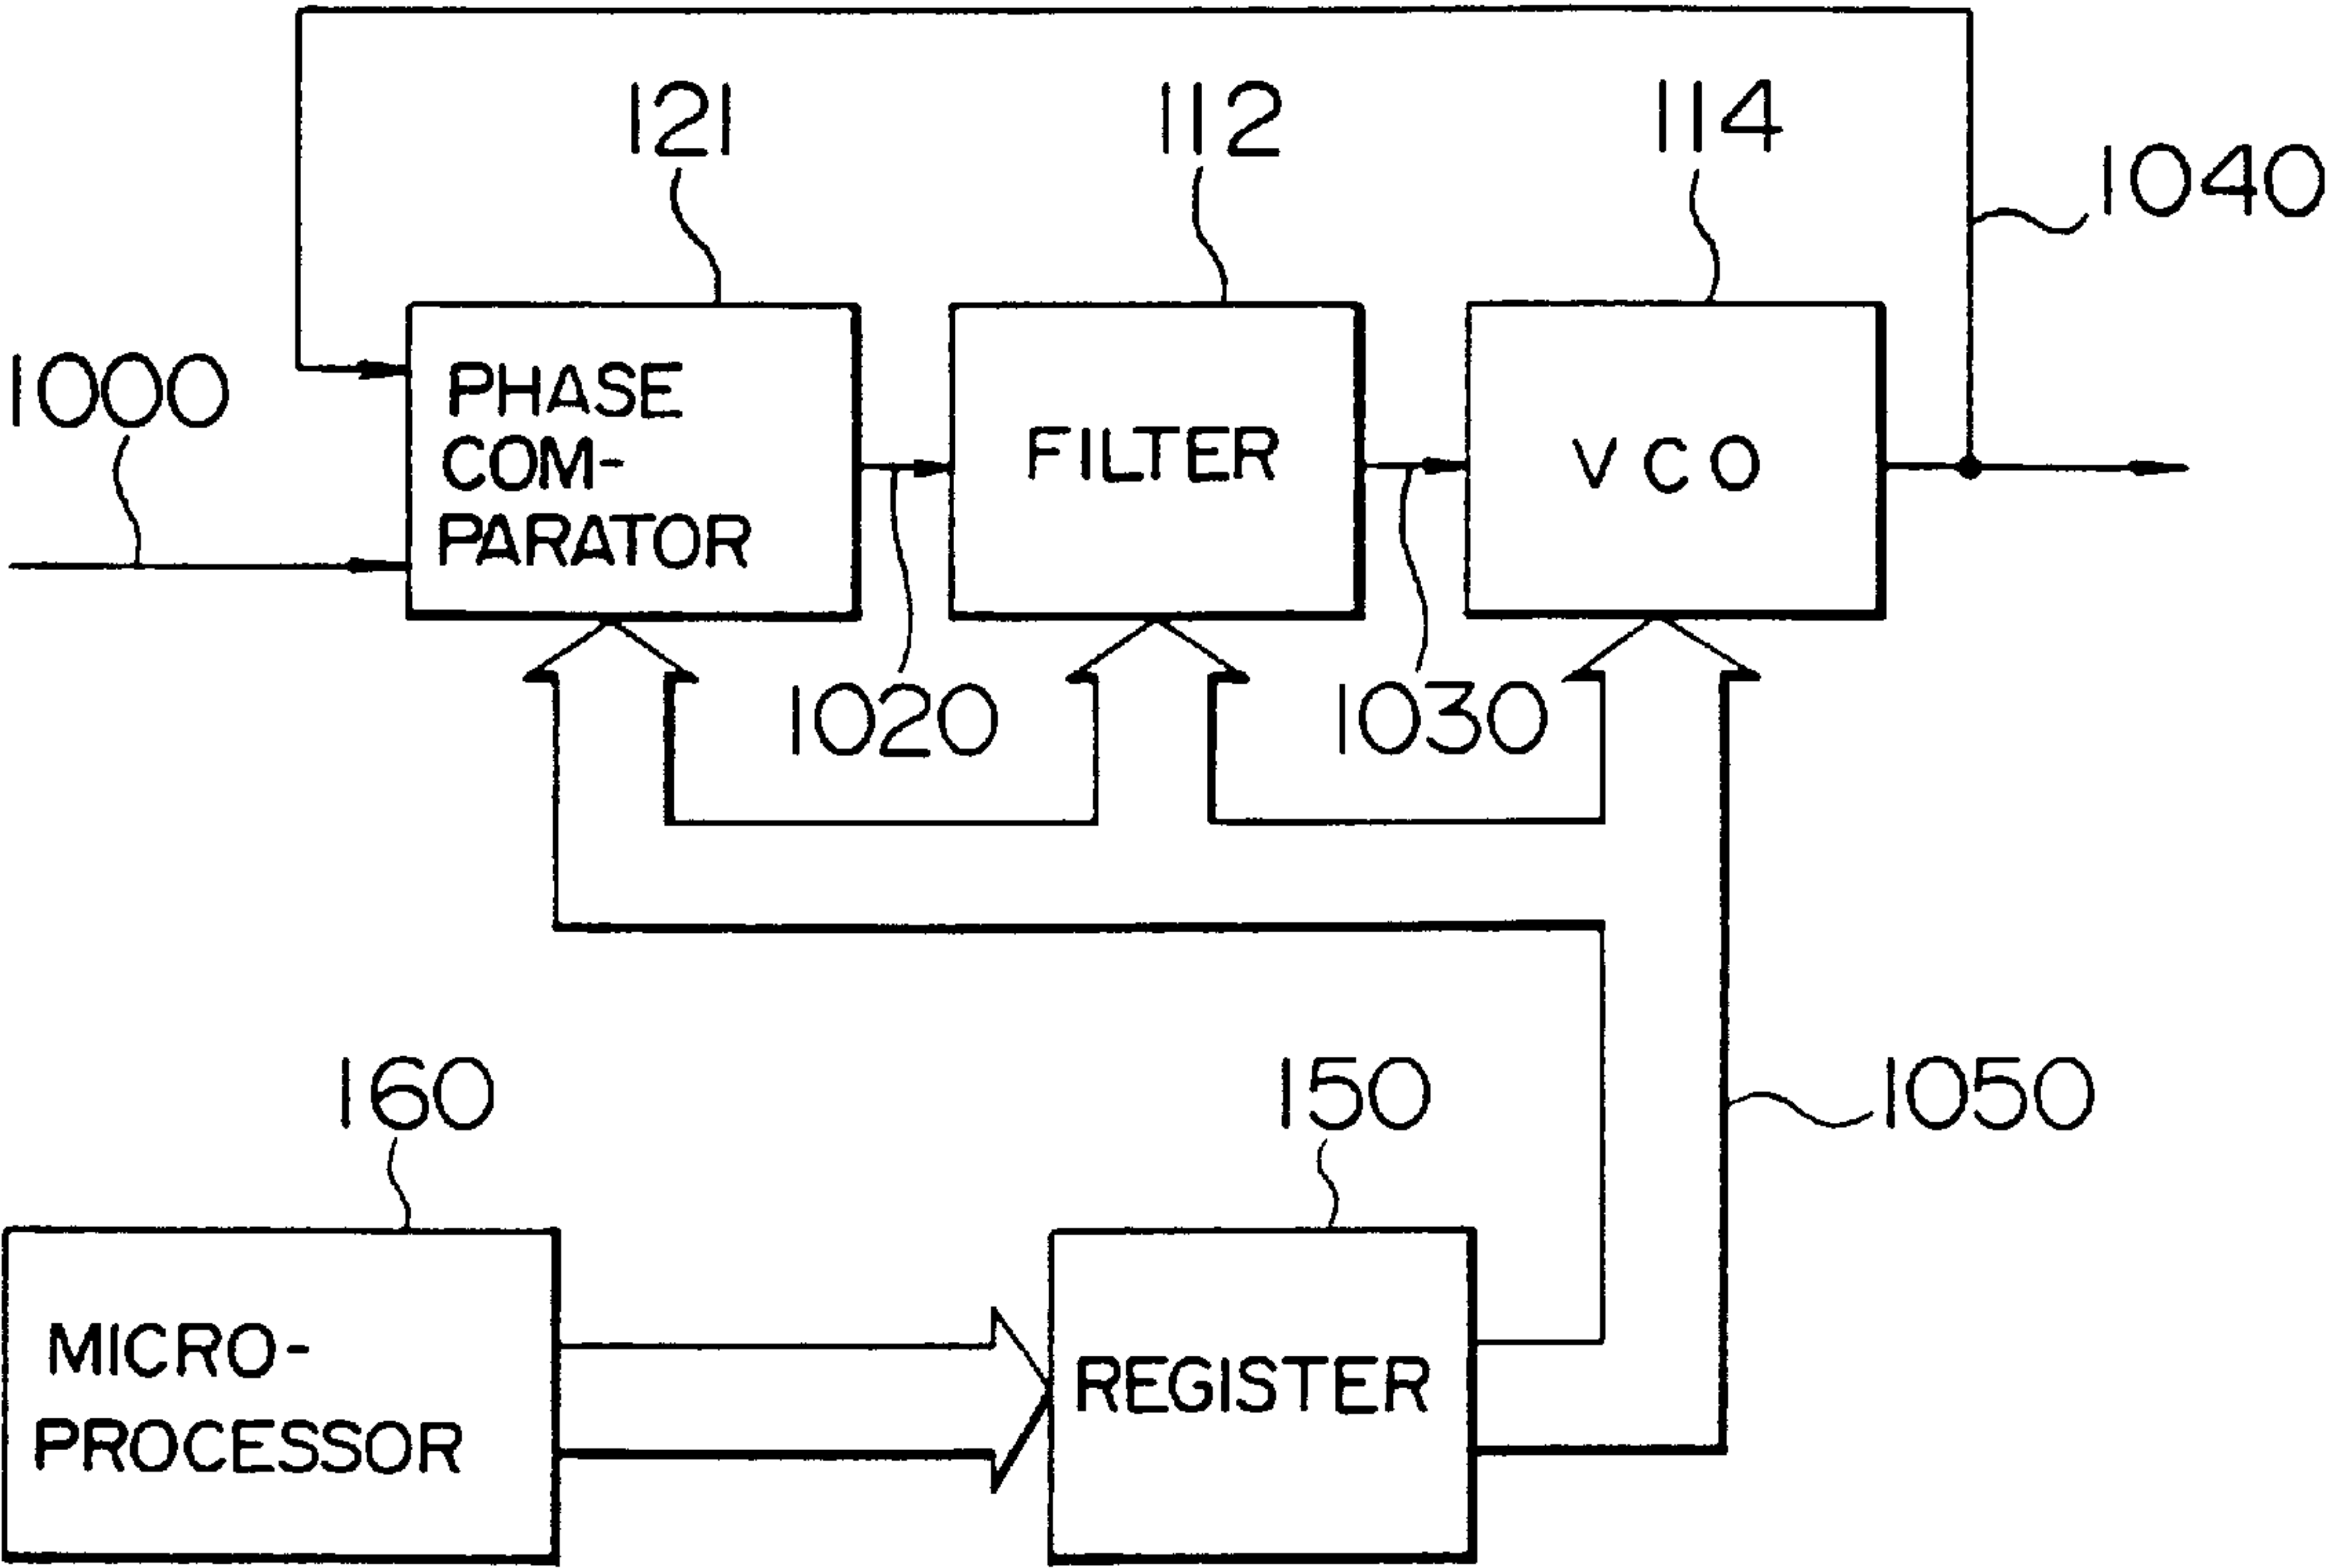 121
112
114
1040
1000
PHASE
COM-
PARATOR
FILTER
VCO
1020
1030
160
150
1050
MICRO-
PROCESSOR
REGISTER